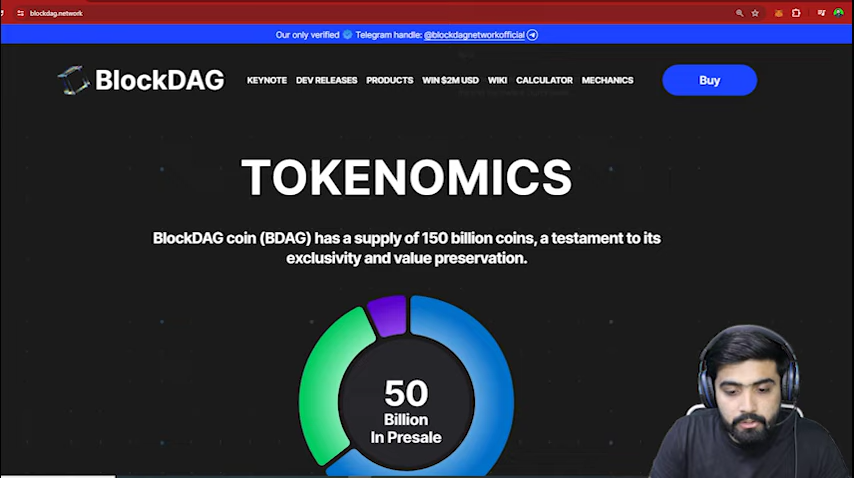 blockdag.network
Our only verified Telegram handle: @blockdagnetworkofficial
BlockDAG
KEYNOTE DEV RELEASES PRODUCTS WIN $2M USD WIKI CALCULATOR MECHANICS Buy
TOKENOMICS
BlockDAG coin (BDAG) has a supply of 150 billion coins, a testament to its
exclusivity and value preservation.
50
Billion
In Presale